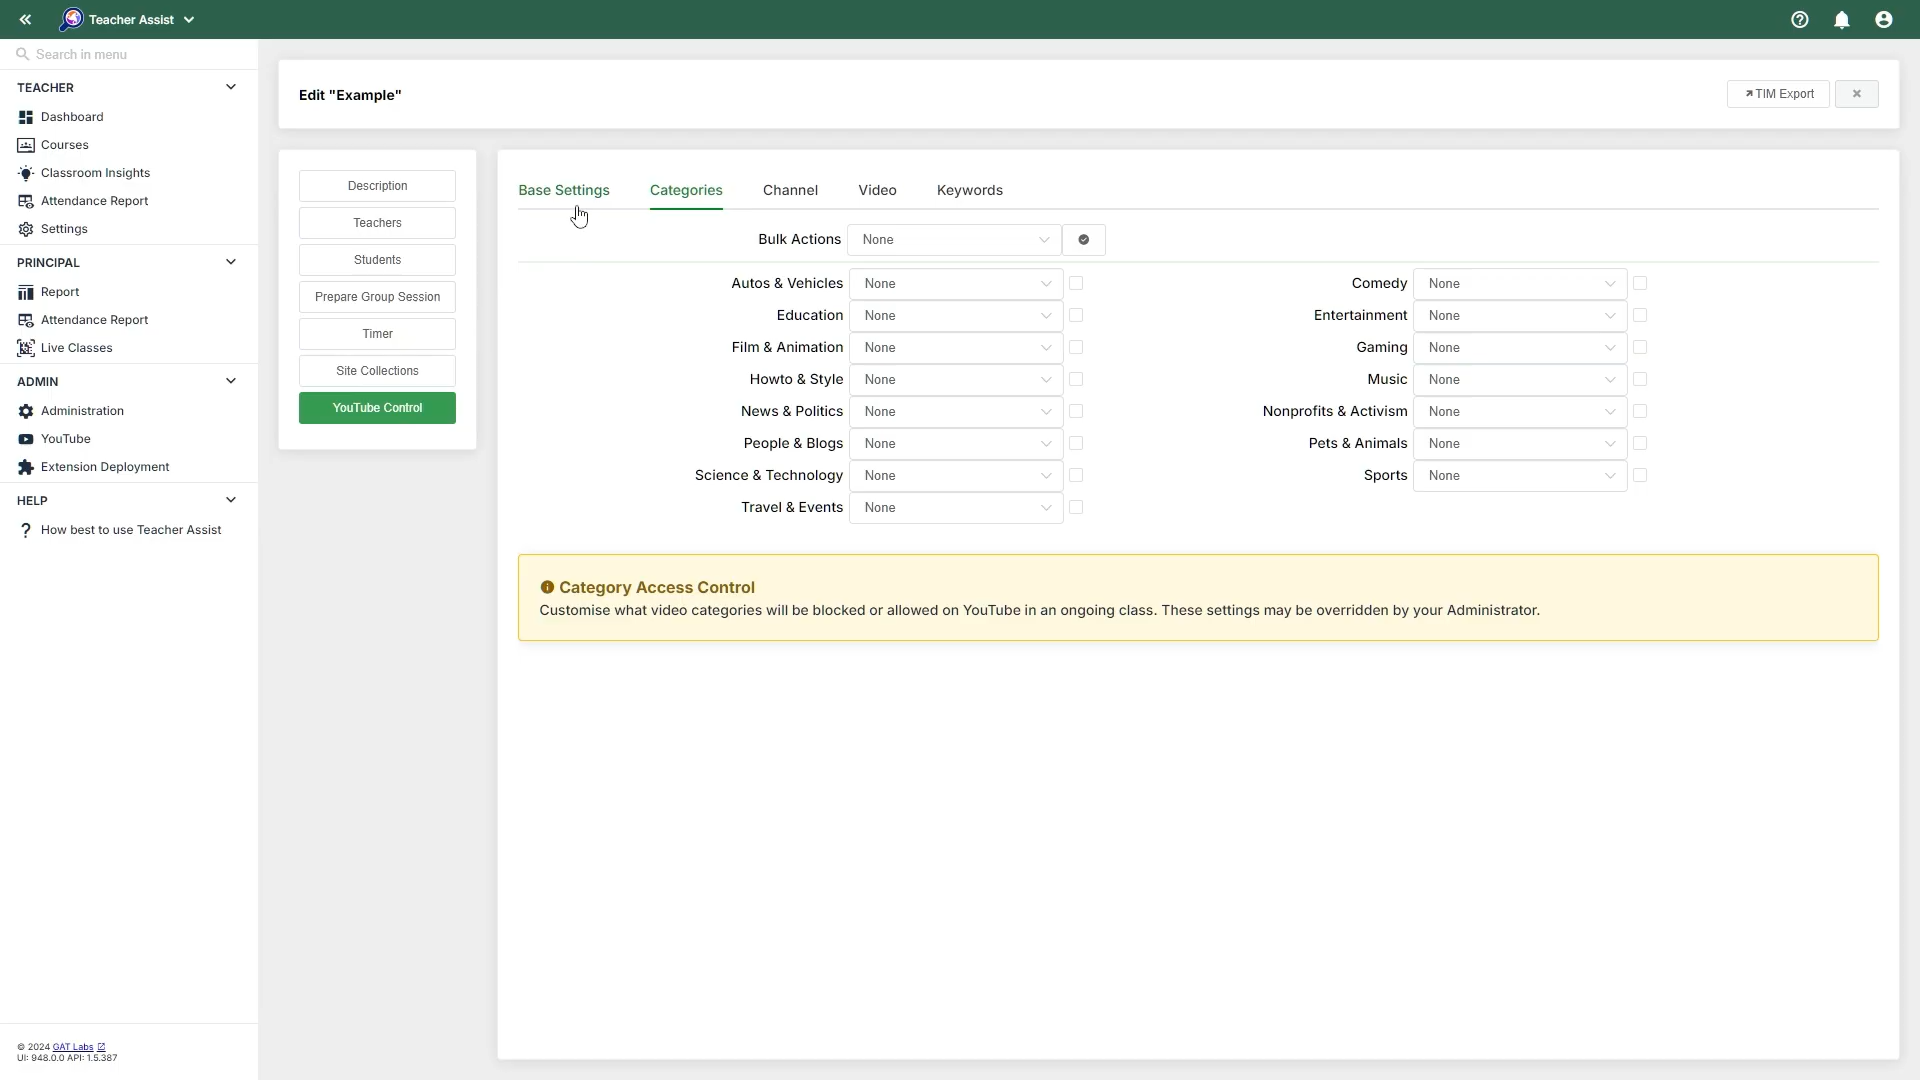 Teacher Assist
Search in menu
TEACHER
Dashboard
Courses
Classroom Insights
Attendance Report
Settings
PRINCIPAL
Report
Attendance Report
Live Classes
ADMIN
Administration
YouTube
Extension Deployment
HELP
How best to use Teacher Assist
© 2024 GAT Labs
UI: 948.0.0 API: 1.5.387
Edit "Example"
TIM Export
Description
Teachers
Students
Prepare Group Session
Timer
Site Collections
YouTube Control
Base Settings Categories Channel Video Keywords
Bulk Actions None
Autos & Vehicles None Comedy None
Education None Entertainment None
Film & Animation None Gaming None
Howto & Style None Music None
News & Politics None Nonprofits & Activism None
People & Blogs None Pets & Animals None
Science & Technology None Sports None
Travel & Events None
Category Access Control
Customise what video categories will be blocked or allowed on YouTube in an ongoing class. These settings may be overridden by your Administrator.